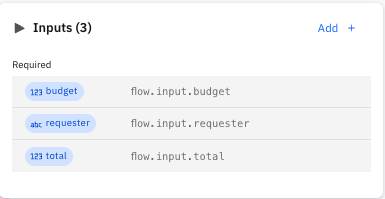 Inputs (3) Add +
Required
123 budget flow.input.budget
abc requester flow.input.requester
123 total flow.input.total